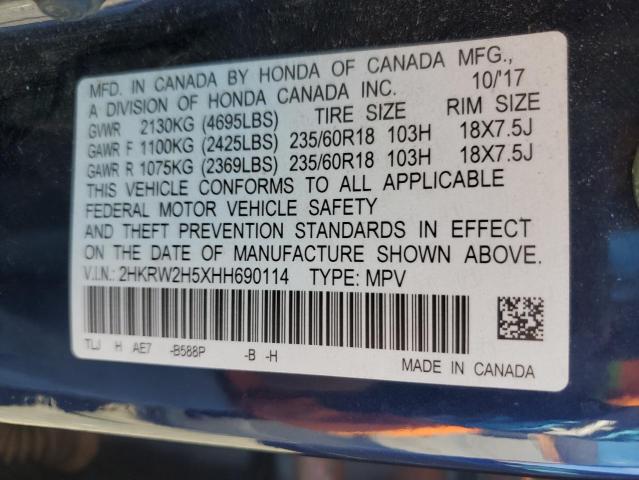 MFD. IN CANADA BY HONDA OF CANADA MFG.,
A DIVISION OF HONDA CANADA INC. 10/'17
GVWR 2130KG (4695LBS) TIRE SIZE RIM SIZE
GAWR F 1100KG (2425LBS) 235/60R18 103H 18X7.5J
GAWR R 1075KG (2369LBS) 235/60R18 103H 18X7.5J
THIS VEHICLE CONFORMS TO ALL APPLICABLE
FEDERAL MOTOR VEHICLE SAFETY
AND THEFT PREVENTION STANDARDS IN EFFECT
ON THE DATE OF MANUFACTURE SHOWN ABOVE.
V.I.N.: 2HKRW2H5XHH690114 TYPE: MPV
TLJ H AE7 -B588P -B -H
MADE IN CANADA